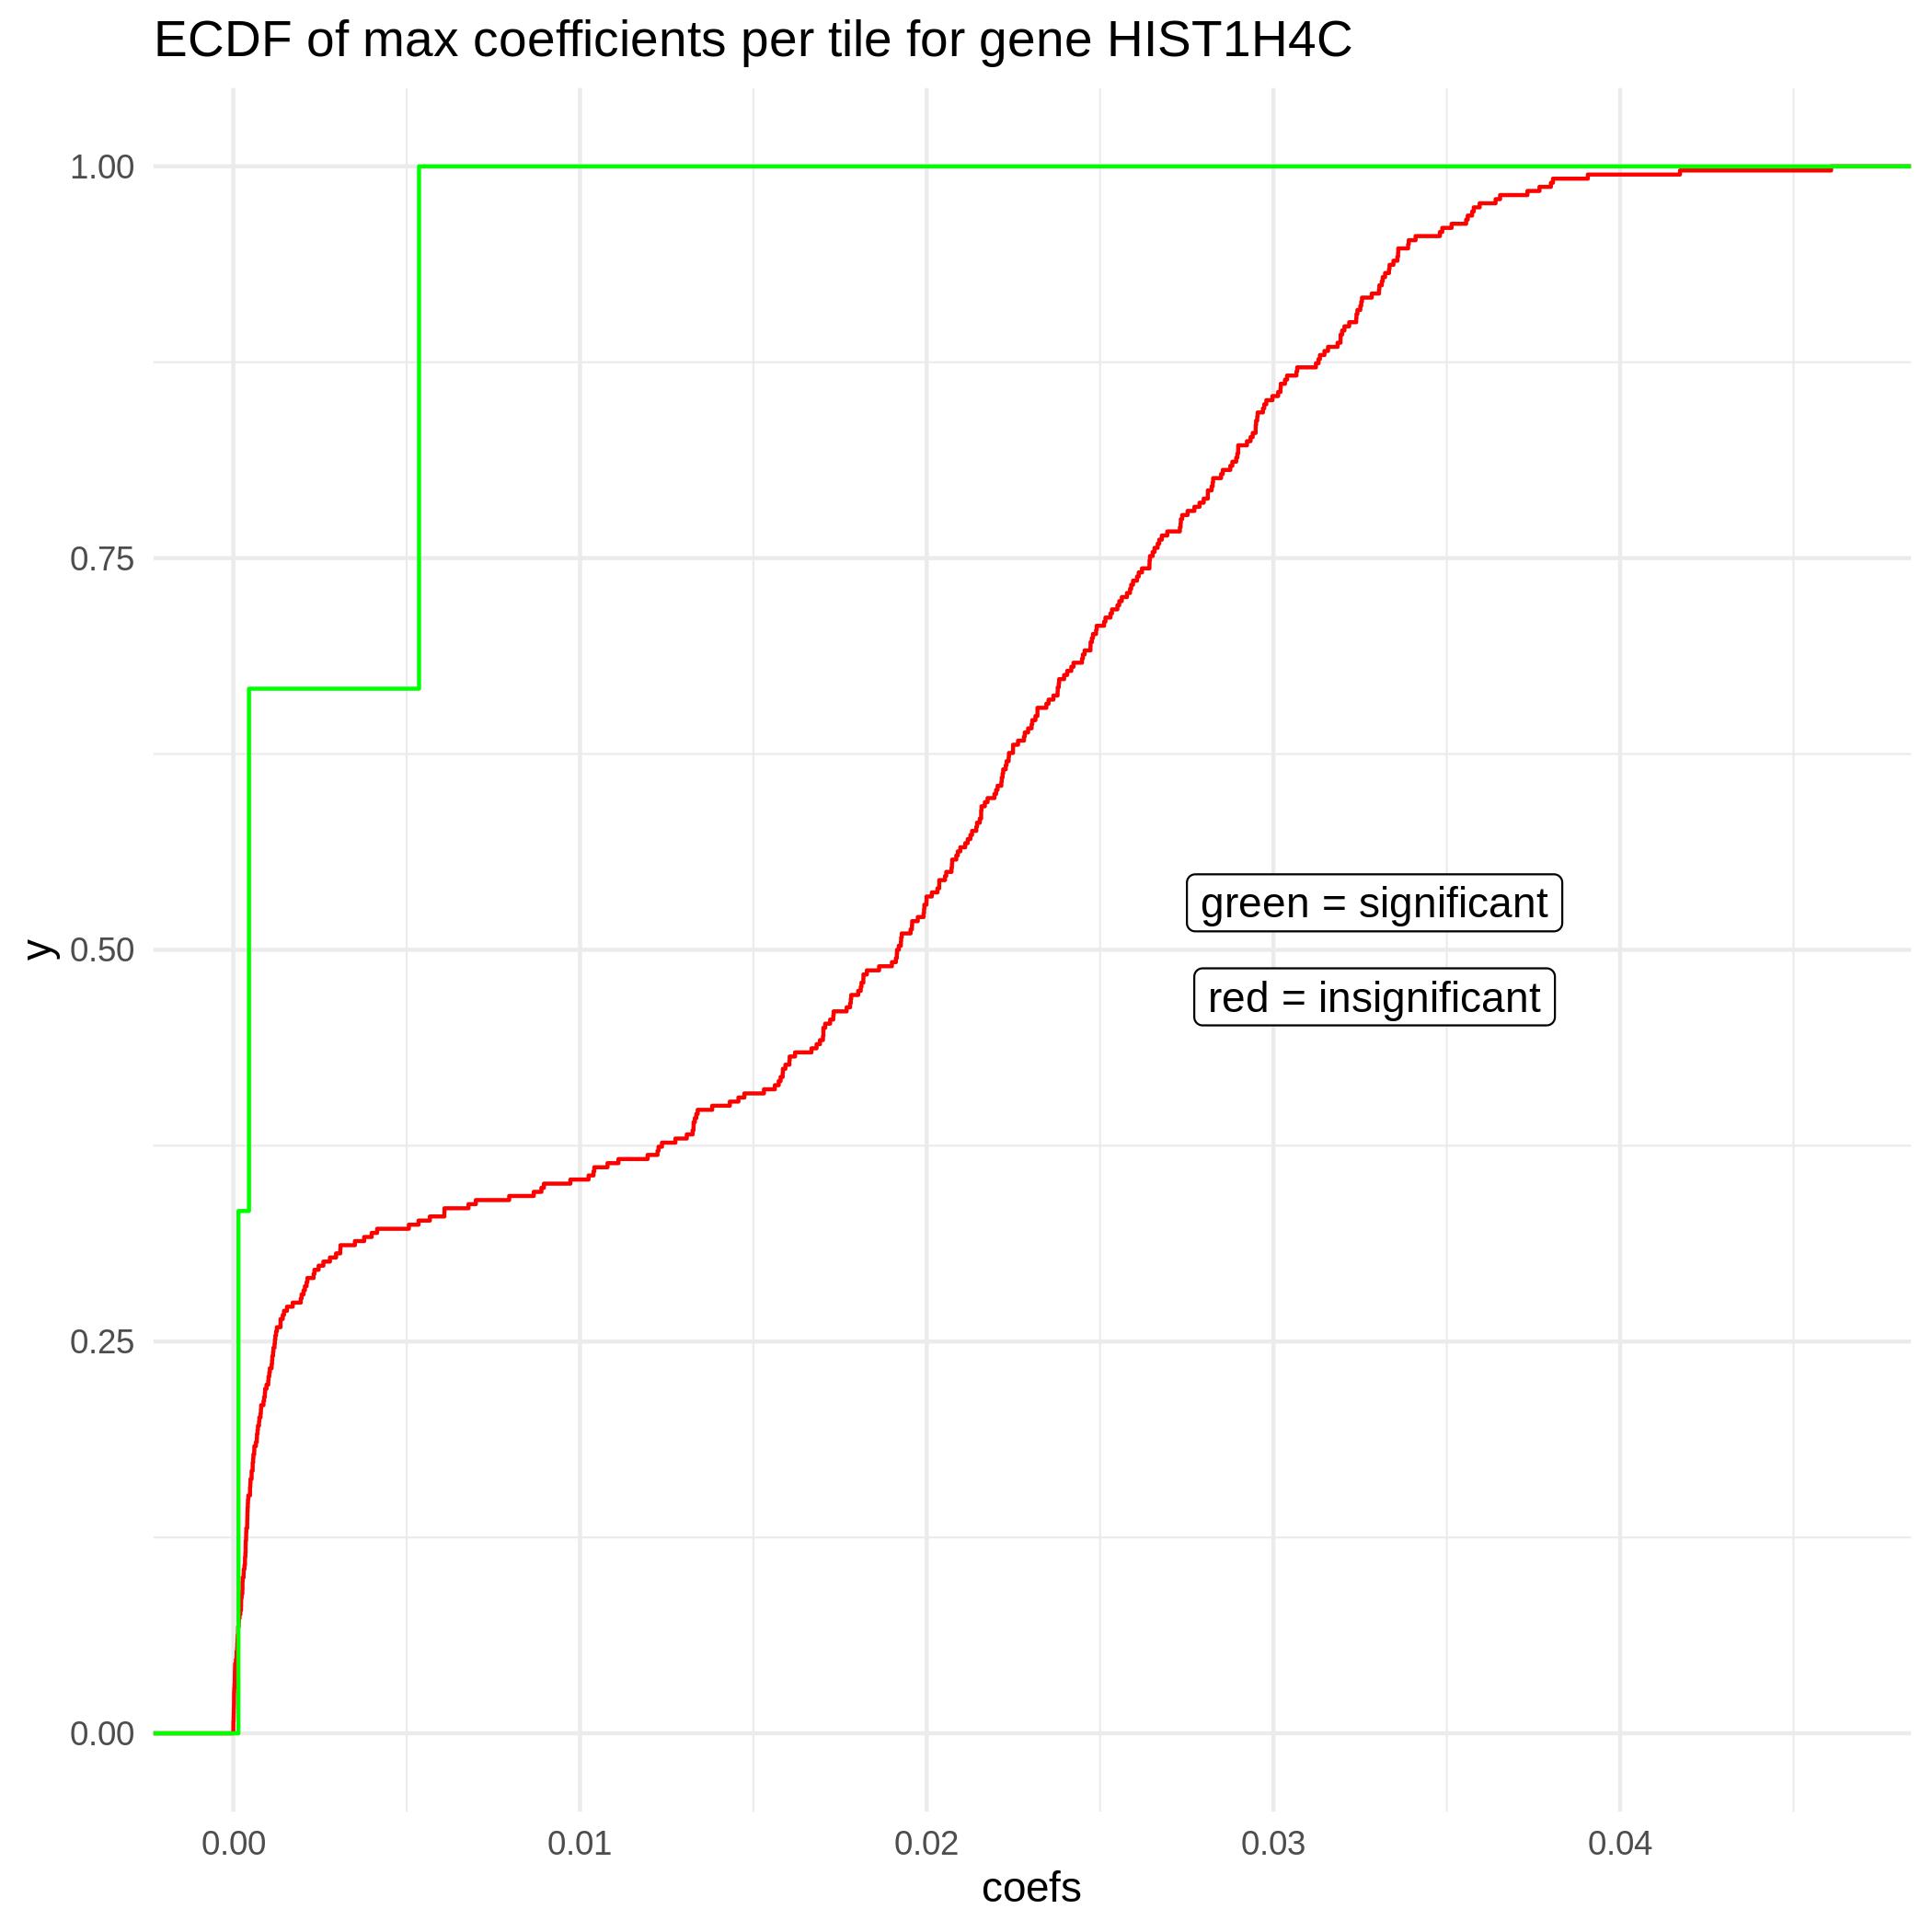 ECDF of max coefficients per tile for gene HIST1H4C
1.00
0.75
0.50
0.25
0.00
y
green = significant
red = insignificant
0.00 0.01 0.02 0.03 0.04
coefs